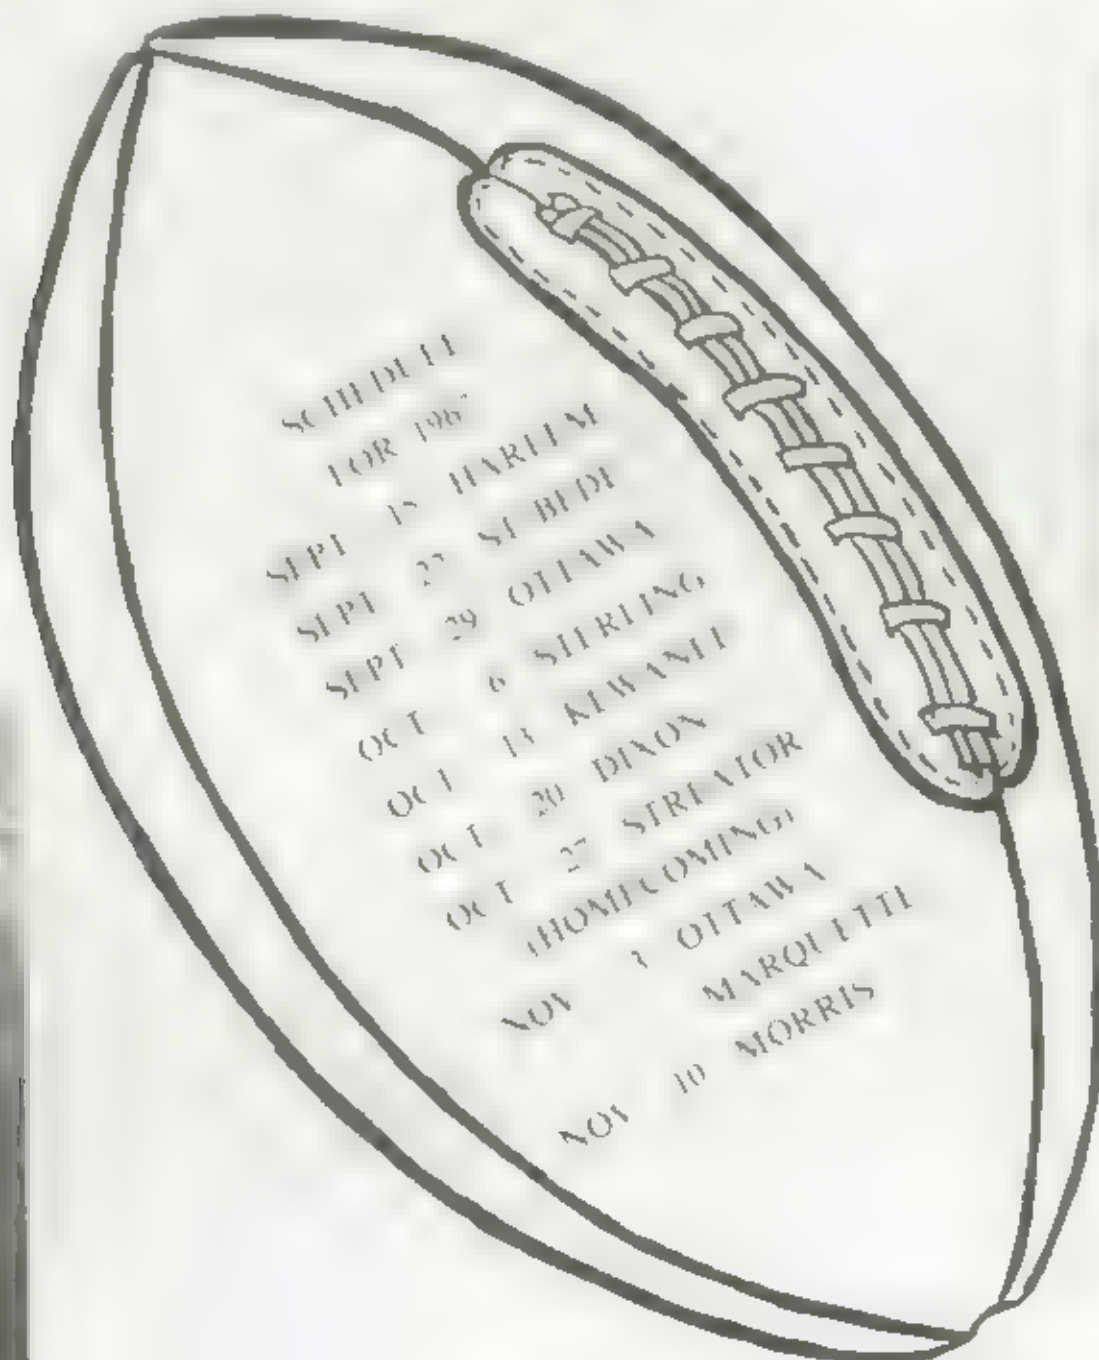 SCHEDULE
FOR 1967
SEPT 15 HARLEM
SEPT 22 ST BEDE
SEPT 29 OTTAWA
OCT 6 STERLING
OCT 13 KEWANEE
OCT 20 DIXON
OCT 27 STREATOR
(HOMECOMING)
NOV 3 OTTAWA
MARQUETTE
NOV 10 MORRIS